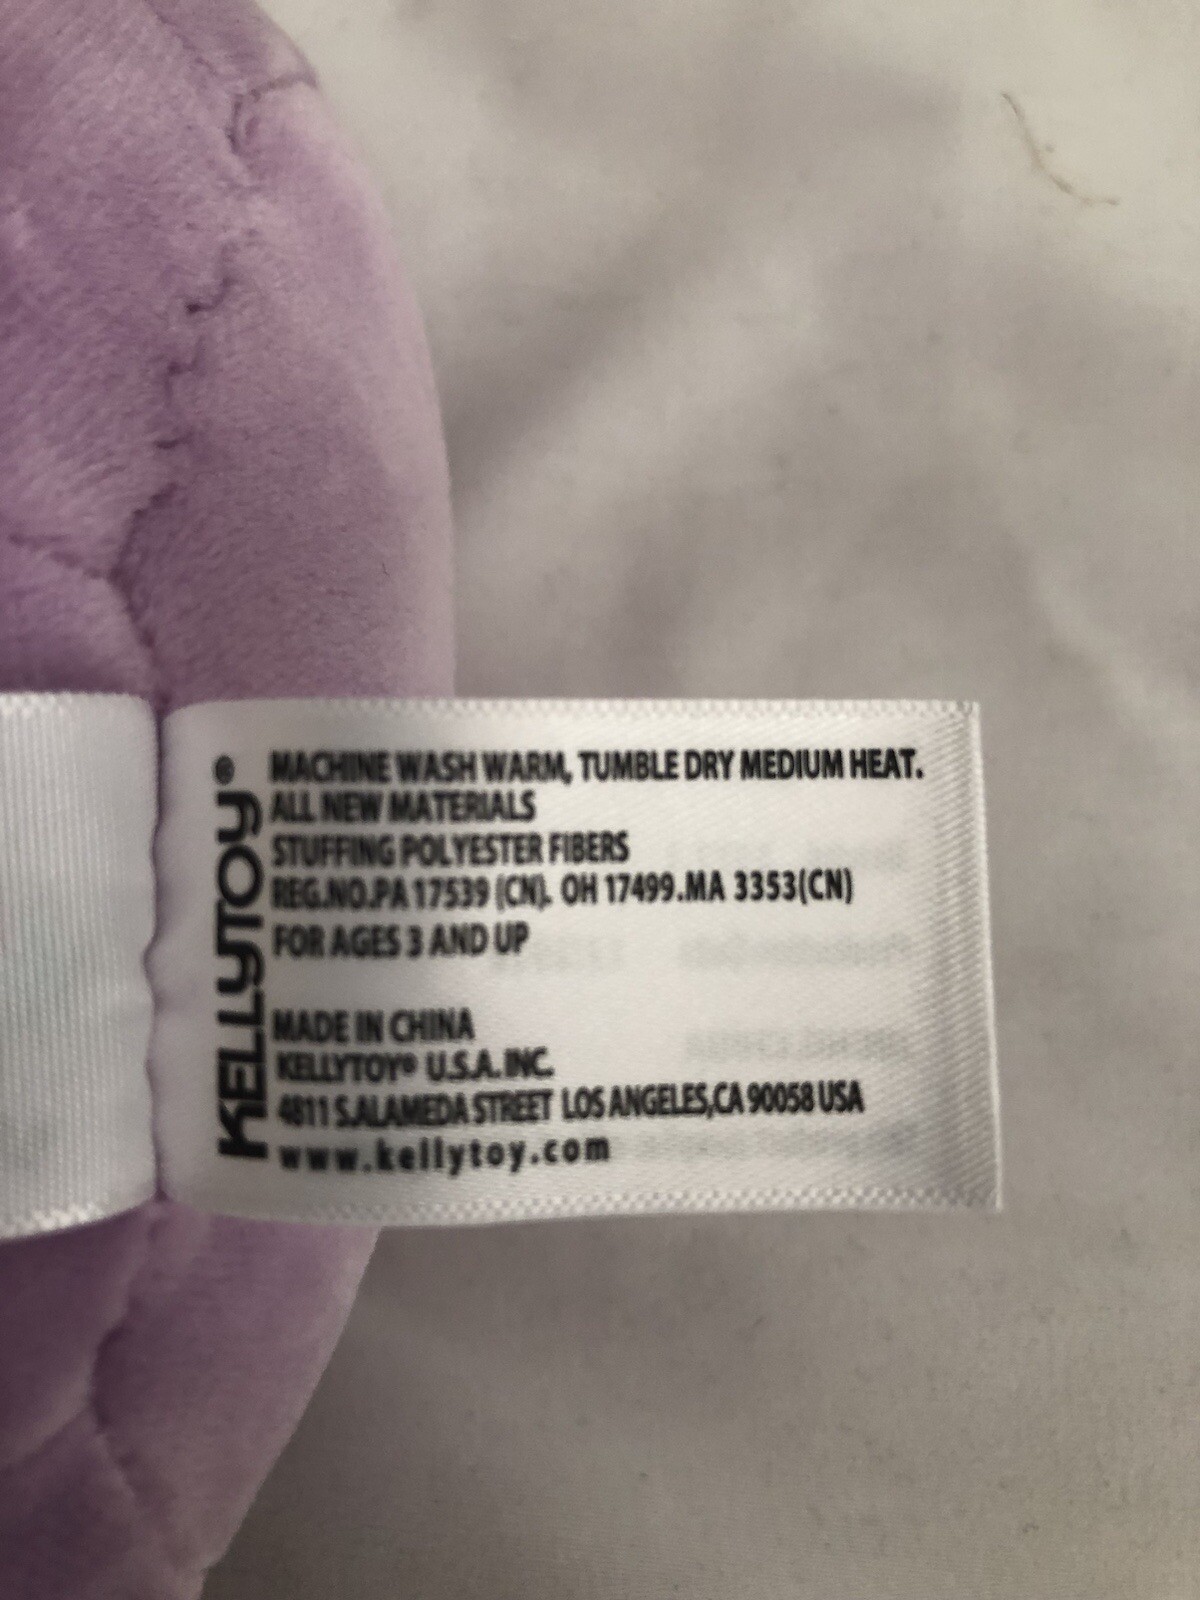 KELLYTOY®
MACHINE WASH WARM, TUMBLE DRY MEDIUM HEAT.
ALL NEW MATERIALS
STUFFING POLYESTER FIBERS
REG.NO.PA 17539 (CN). OH 17499.MA 3353(CN)
FOR AGES 3 AND UP
MADE IN CHINA
KELLYTOY® U.S.A. INC.
4811 S.ALAMEDA STREET LOS ANGELES,CA 90058 USA
www.kellytoy.com